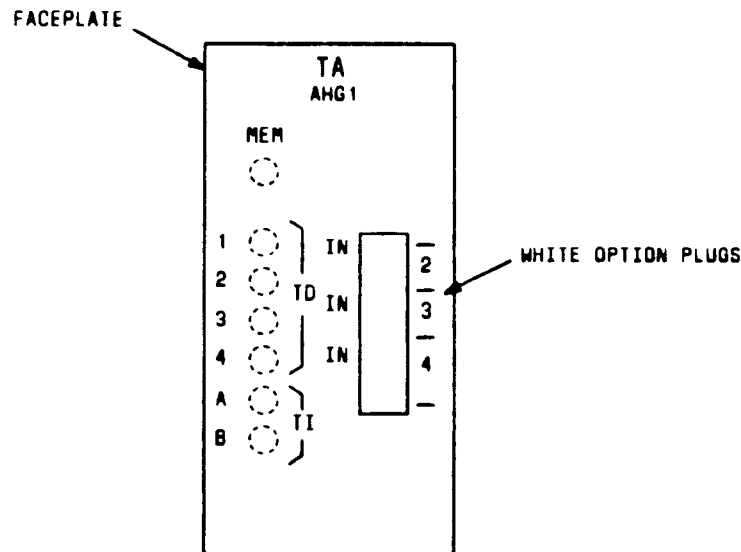 FACEPLATE
TA
AHG1
MEM
1
2
3
4
TD
A
B
TI
IN
IN
IN
2
3
4
WHITE OPTION PLUGS